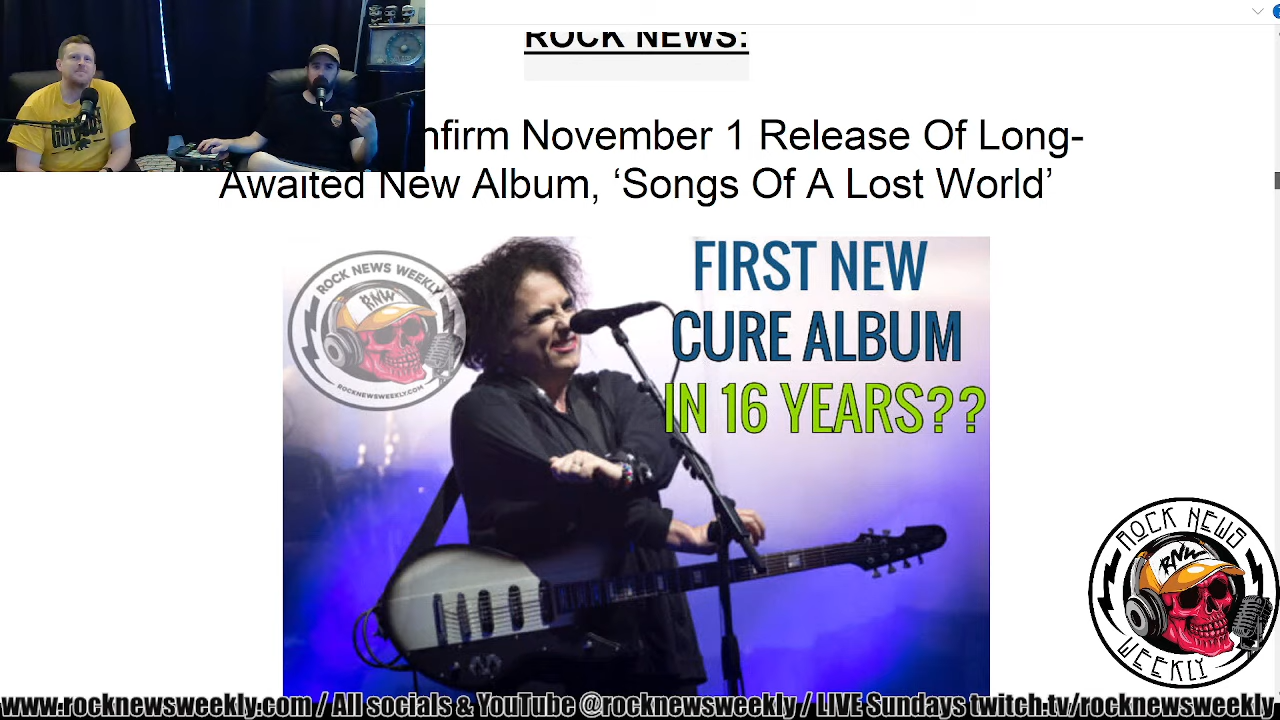 ROCK NEWS:
nfirm November 1 Release Of Long-
Awaited New Album, ‘Songs Of A Lost World’
ROCK NEWS WEEKLY
RNW
ROCKNEWSWEEKLY.COM
FIRST NEW
CURE ALBUM
IN 16 YEARS??
ROCK NEWS
RNW
WEEKLY
www.rocknewsweekly.com / All socials & YouTube @rocknewsweekly / LIVE Sundays twitch.tv/rocknewsweekly